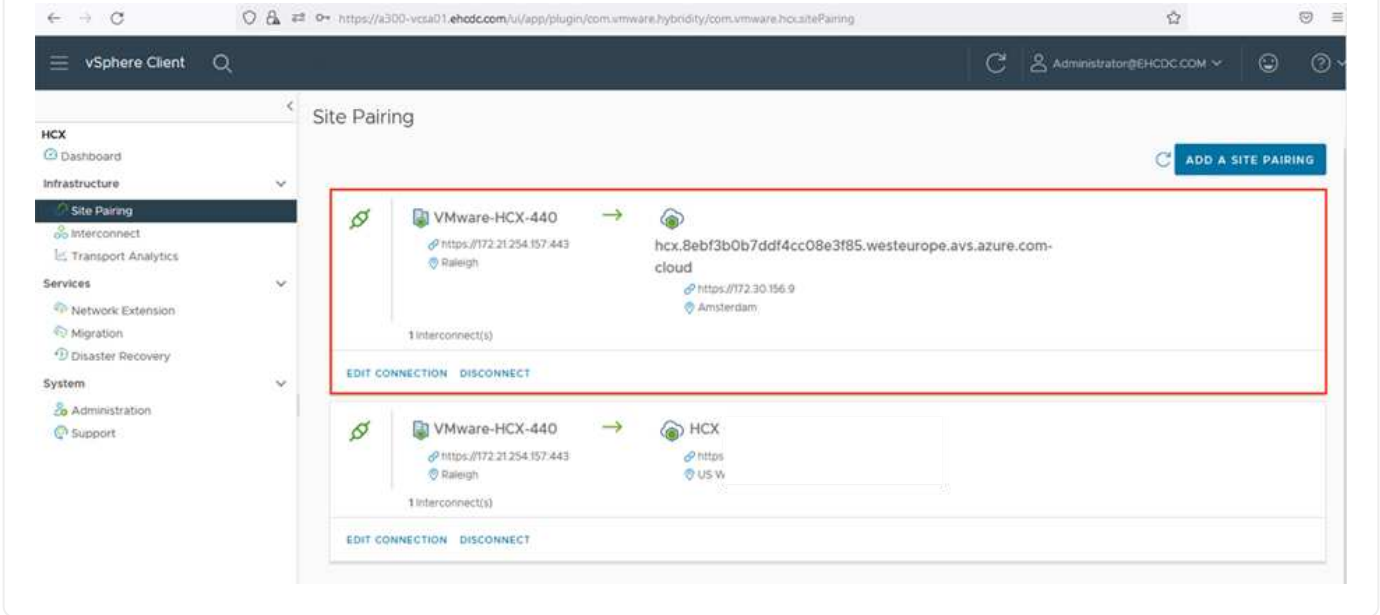 https://a300-vcsa01.ehcdc.com/ui/app/plugin/com.vmware.hybridity/com.vmware.hcx.sitePairing
vSphere Client
Administrator@EHCDC.COM
Site Pairing
HCX
Dashboard
ADD A SITE PAIRING
Infrastructure
Site Pairing
Interconnect
Transport Analytics
Services
Network Extension
Migration
Disaster Recovery
System
Administration
Support
VMware-HCX-440
https://172.21.254.157:443
Raleigh
hcx.8ebf3b0b7ddf4cc08e3f85.westeurope.avs.azure.com-
cloud
https://172.30.156.9
Amsterdam
1 Interconnect(s)
EDIT CONNECTION DISCONNECT
VMware-HCX-440
https://172.21.254.157:443
Raleigh
HCX
https
US W
1 Interconnect(s)
EDIT CONNECTION DISCONNECT